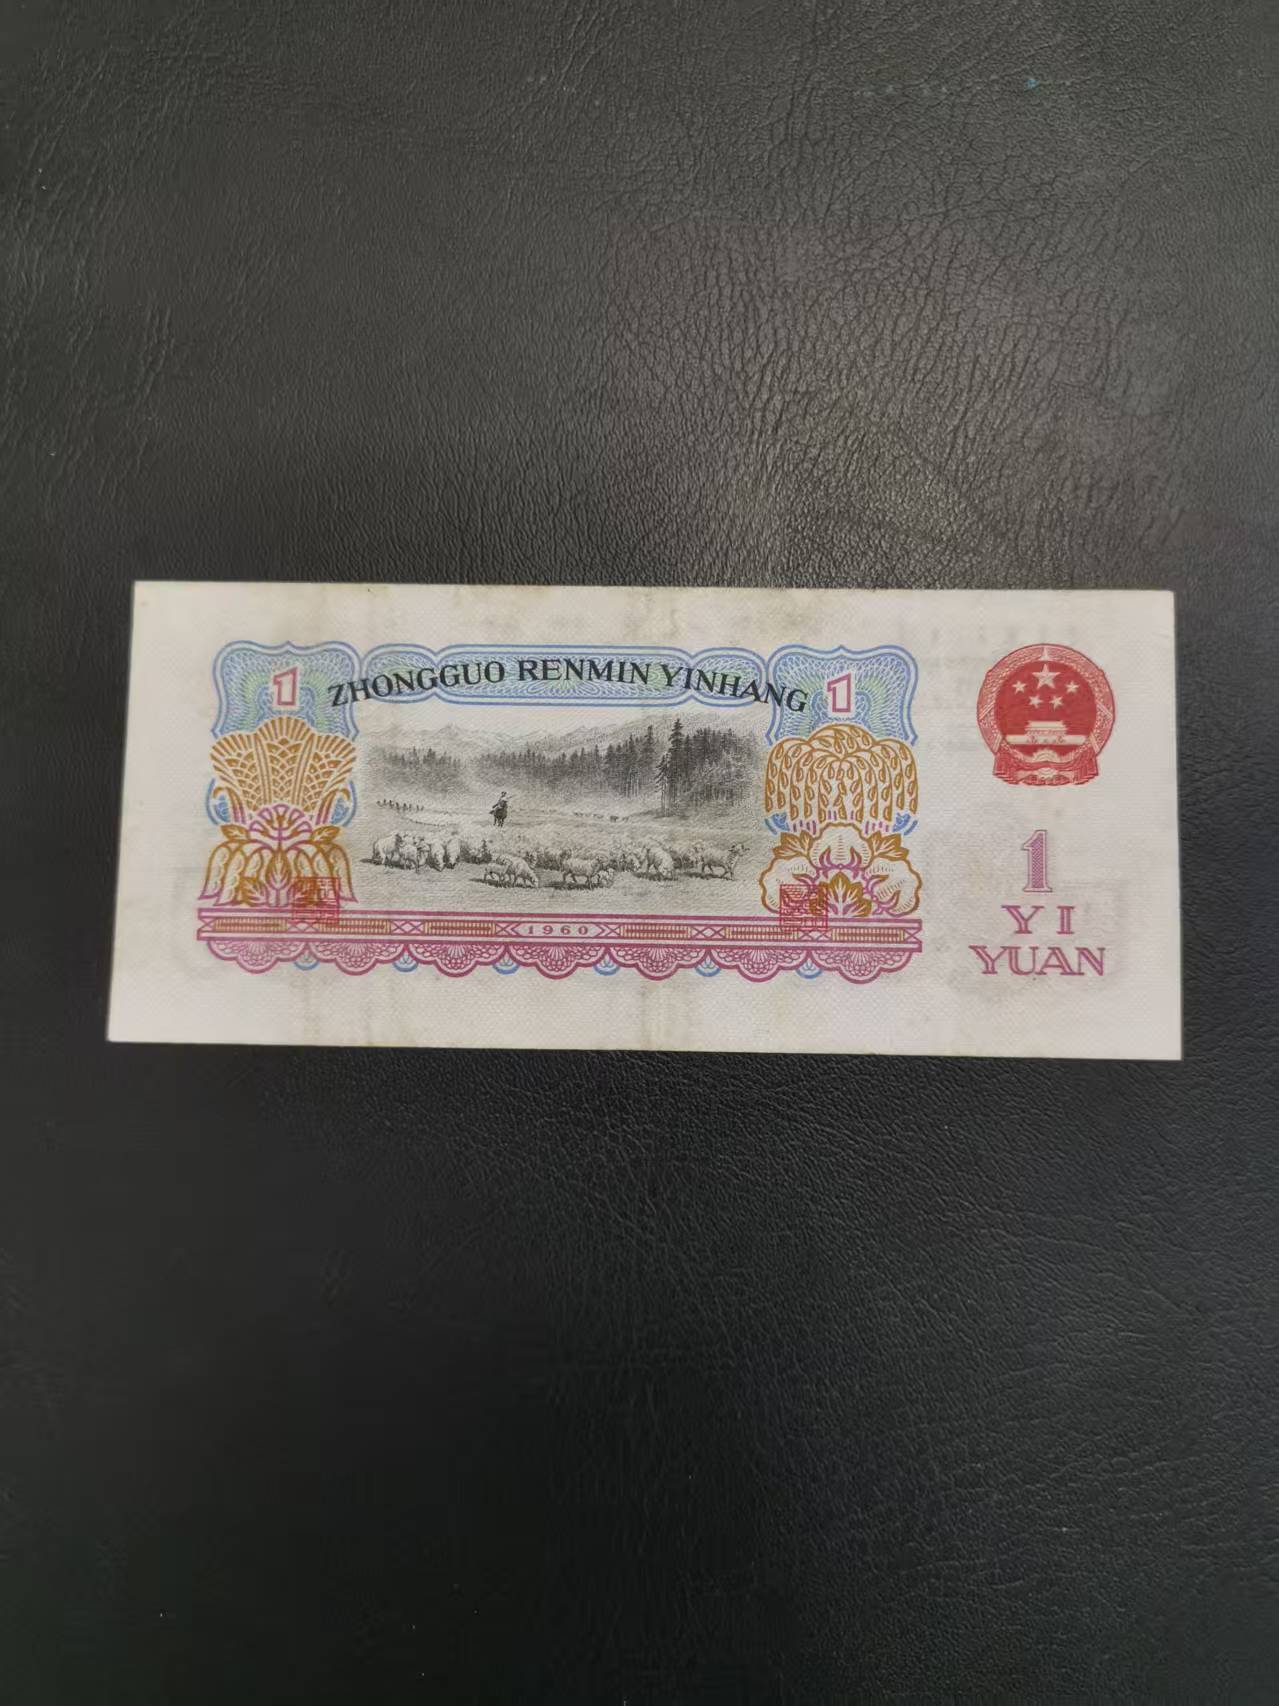 1 ZHONGGUO RENMIN YINHANG 1
1960
1
YI
YUAN